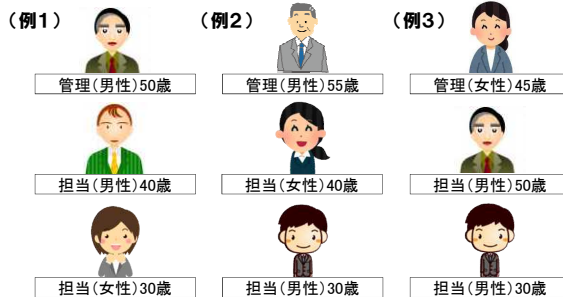 （例1） （例2） （例3）
管理(男性)50歳 管理(男性)55歳 管理(女性)45歳
担当(男性)40歳 担当(女性)40歳 担当(男性)50歳
担当(女性)30歳 担当(男性)30歳 担当(男性)30歳